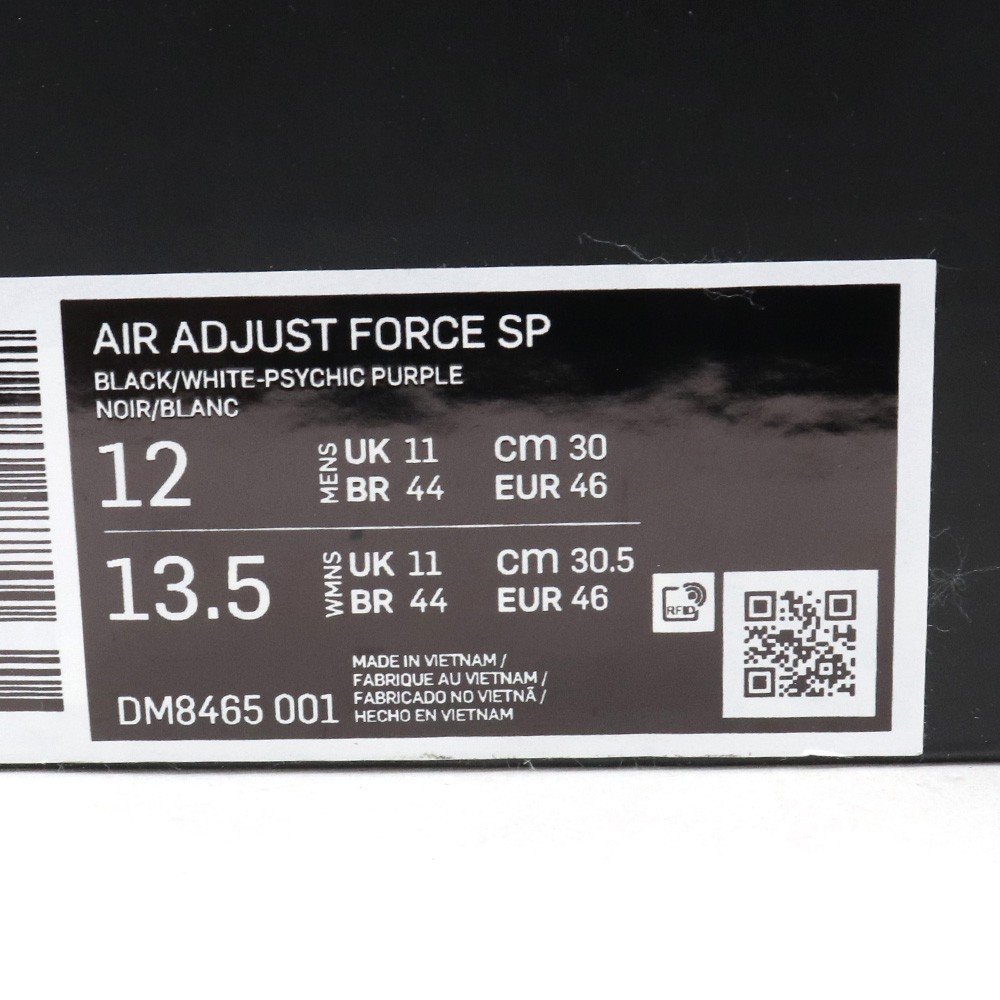 AIR ADJUST FORCE SP
BLACK/WHITE-PSYCHIC PURPLE
NOIR/BLANC
12 MENS UK 11 cm 30
BR 44 EUR 46
13.5 WMNS UK 11 cm 30.5
BR 44 EUR 46
RFID
MADE IN VIETNAM /
FABRIQUE AU VIETNAM /
FABRICADO NO VIETNÃ /
HECHO EN VIETNAM
DM8465 001